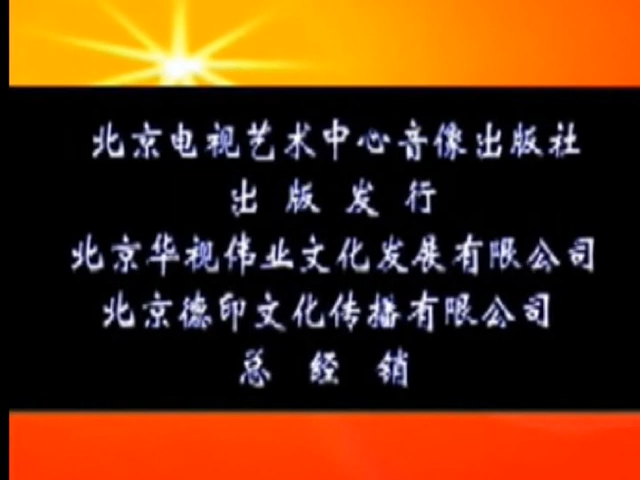 北京电视艺术中心音像出版社
出版发行
北京华视伟业文化发展有限公司
北京德印文化传播有限公司
总经销